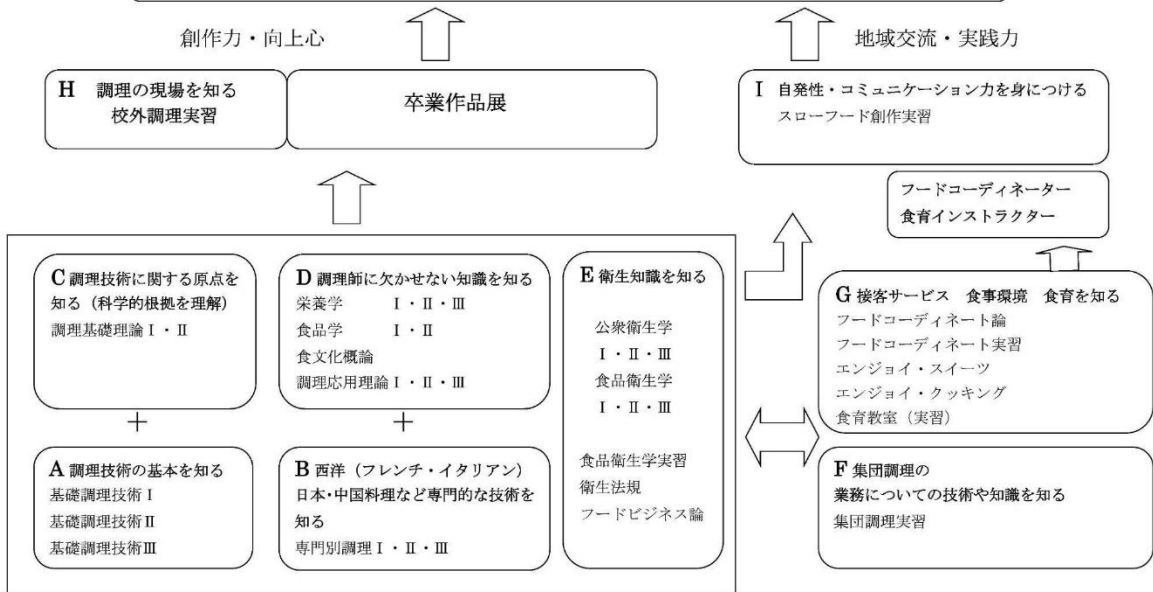 創作力・向上心
地域交流・実践力
H 調理の現場を知る
校外調理実習
卒業作品展
I 自発性・コミュニケーション力を身につける
スローフード創作実習
フードコーディネーター
食育インストラクター
C 調理技術に関する原点を
知る（科学的根拠を理解）
調理基礎理論Ⅰ・Ⅱ
D 調理師に欠かせない知識を知る
栄養学 Ⅰ・Ⅱ・Ⅲ
食品学 Ⅰ・Ⅱ
食文化概論
調理応用理論Ⅰ・Ⅱ・Ⅲ
E 衛生知識を知る
公衆衛生学
Ⅰ・Ⅱ・Ⅲ
食品衛生学
Ⅰ・Ⅱ・Ⅲ
食品衛生学実習
衛生法規
フードビジネス論
G 接客サービス 食事環境 食育を知る
フードコーディネート論
フードコーディネート実習
エンジョイ・スイーツ
エンジョイ・クッキング
食育教室（実習）
＋
＋
A 調理技術の基本を知る
基礎調理技術Ⅰ
基礎調理技術Ⅱ
基礎調理技術Ⅲ
B 西洋（フレンチ・イタリアン）
日本・中国料理など専門的な技術を
知る
専門別調理Ⅰ・Ⅱ・Ⅲ
F 集団調理の
業務についての技術や知識を知る
集団調理実習